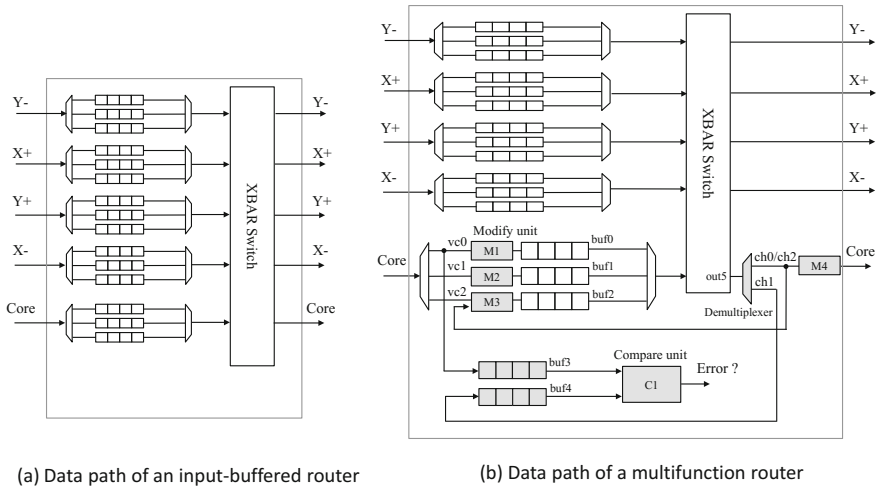 Y-
X+
Y+
X-
Core
XBAR Switch
Y-
X+
Y+
X-
Core
(a) Data path of an input-buffered router
Y-
X+
Y+
X-
Core
XBAR Switch
Y-
X+
Y+
X-
Core
Modify unit
vc0
M1
buf0
vc1
M2
buf1
vc2
M3
buf2
out5
ch0/ch2
M4
ch1
Demultiplexer
buf3
buf4
Compare unit
C1
Error ?
(b) Data path of a multifunction router